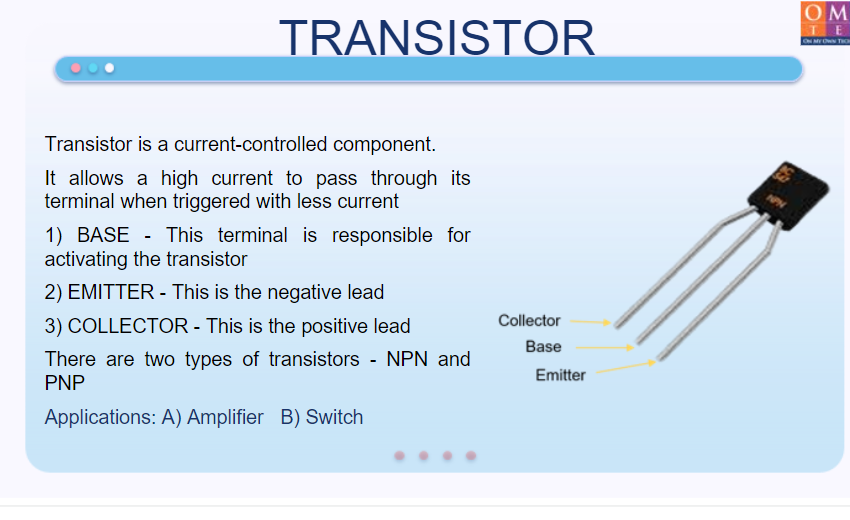 TRANSISTOR
O M
T E
ON MY OWN TECH
Transistor is a current-controlled component.
It allows a high current to pass through its
terminal when triggered with less current
1) BASE - This terminal is responsible for
activating the transistor
2) EMITTER - This is the negative lead
3) COLLECTOR - This is the positive lead
There are two types of transistors - NPN and
PNP
Applications: A) Amplifier B) Switch
NPN
Collector
Base
Emitter